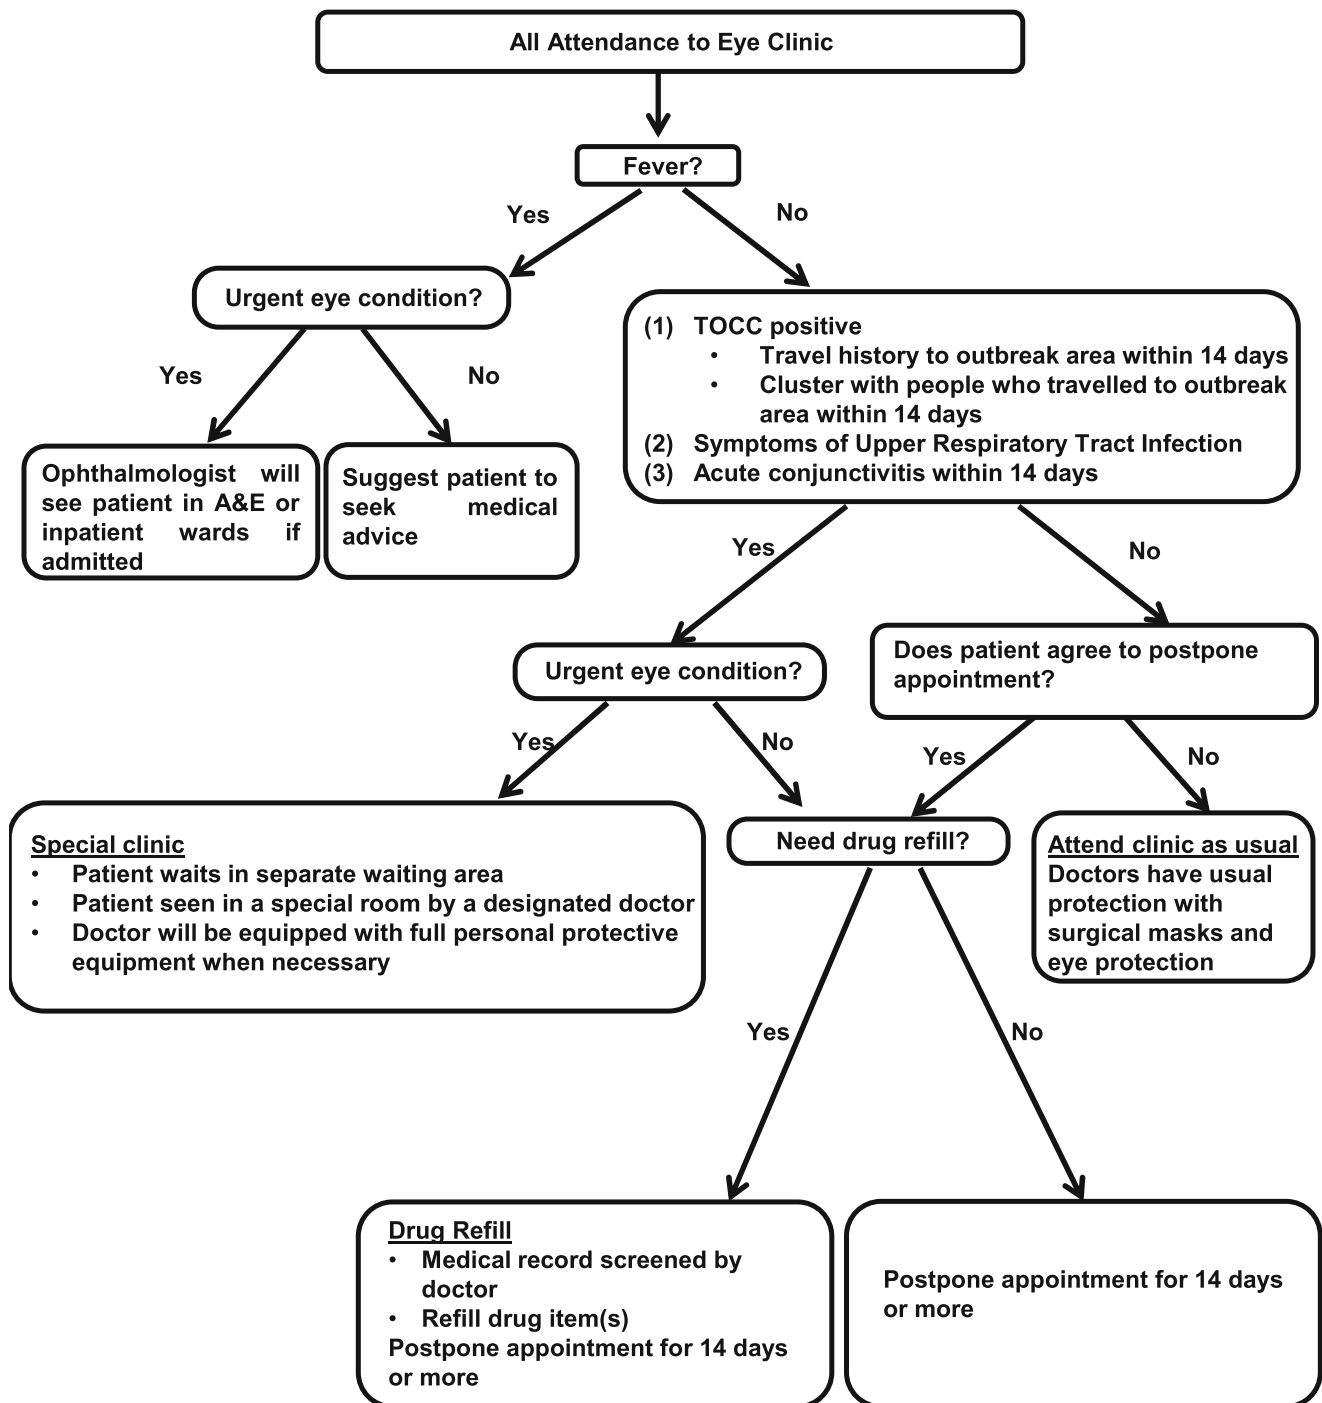 All Attendance to Eye Clinic
Fever?
Yes
No
Urgent eye condition?
Yes
No
Ophthalmologist will
see patient in A&E or
inpatient wards if
admitted
Suggest patient to
seek medical
advice
(1) TOCC positive
• Travel history to outbreak area within 14 days
• Cluster with people who travelled to outbreak
area within 14 days
(2) Symptoms of Upper Respiratory Tract Infection
(3) Acute conjunctivitis within 14 days
Yes
No
Urgent eye condition?
Does patient agree to postpone
appointment?
Yes
No
Yes
No
Special clinic
• Patient waits in separate waiting area
• Patient seen in a special room by a designated doctor
• Doctor will be equipped with full personal protective
equipment when necessary
Need drug refill?
Attend clinic as usual
Doctors have usual
protection with
surgical masks and
eye protection
Yes
No
Drug Refill
• Medical record screened by
doctor
• Refill drug item(s)
Postpone appointment for 14 days
or more
Postpone appointment for 14 days
or more